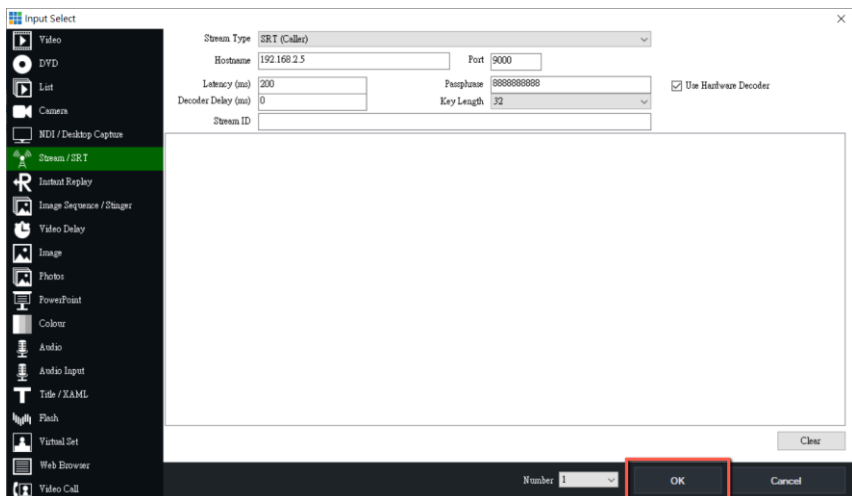 Input Select
Video
DVD
List
Camera
NDI / Desktop Capture
Stream / SRT
Instant Replay
Image Sequence / Stinger
Video Delay
Image
Photos
PowerPoint
Colour
Audio
Audio Input
Title / XAML
Flash
Virtual Set
Web Browser
Video Call
Stream Type SRT (Caller)
Hostname 192.168.2.5 Port 9000
Latency (ms) 200 Passphrase 8888888888 Use Hardware Decoder
Decoder Delay (ms) 0 Key Length 32
Stream ID
Clear
Number 1 OK Cancel